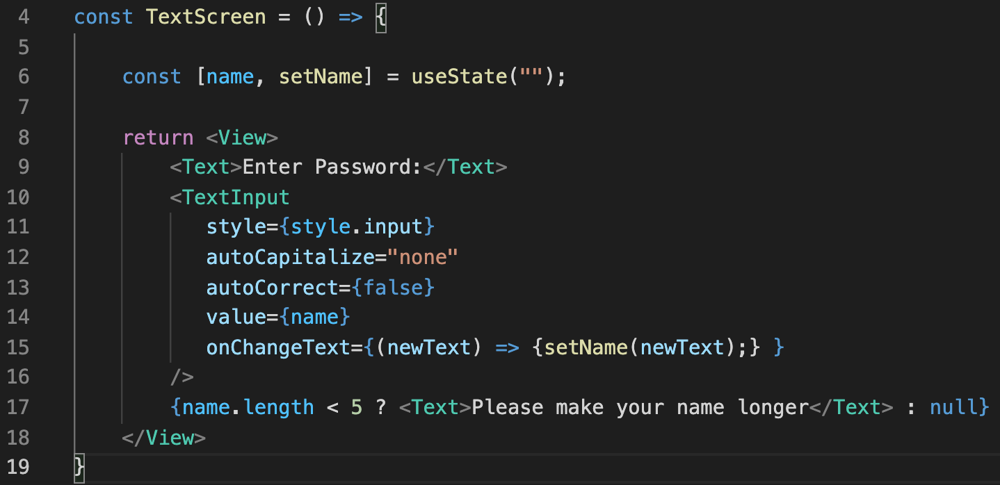 4 const TextScreen = () => {
5
6 const [name, setName] = useState("");
7
8 return <View>
9 <Text>Enter Password:</Text>
10 <TextInput
11 style={style.input}
12 autoCapitalize="none"
13 autoCorrect={false}
14 value={name}
15 onChangeText={(newText) => {setName(newText);} }
16 />
17 {name.length < 5 ? <Text>Please make your name longer</Text> : null}
18 </View>
19 }